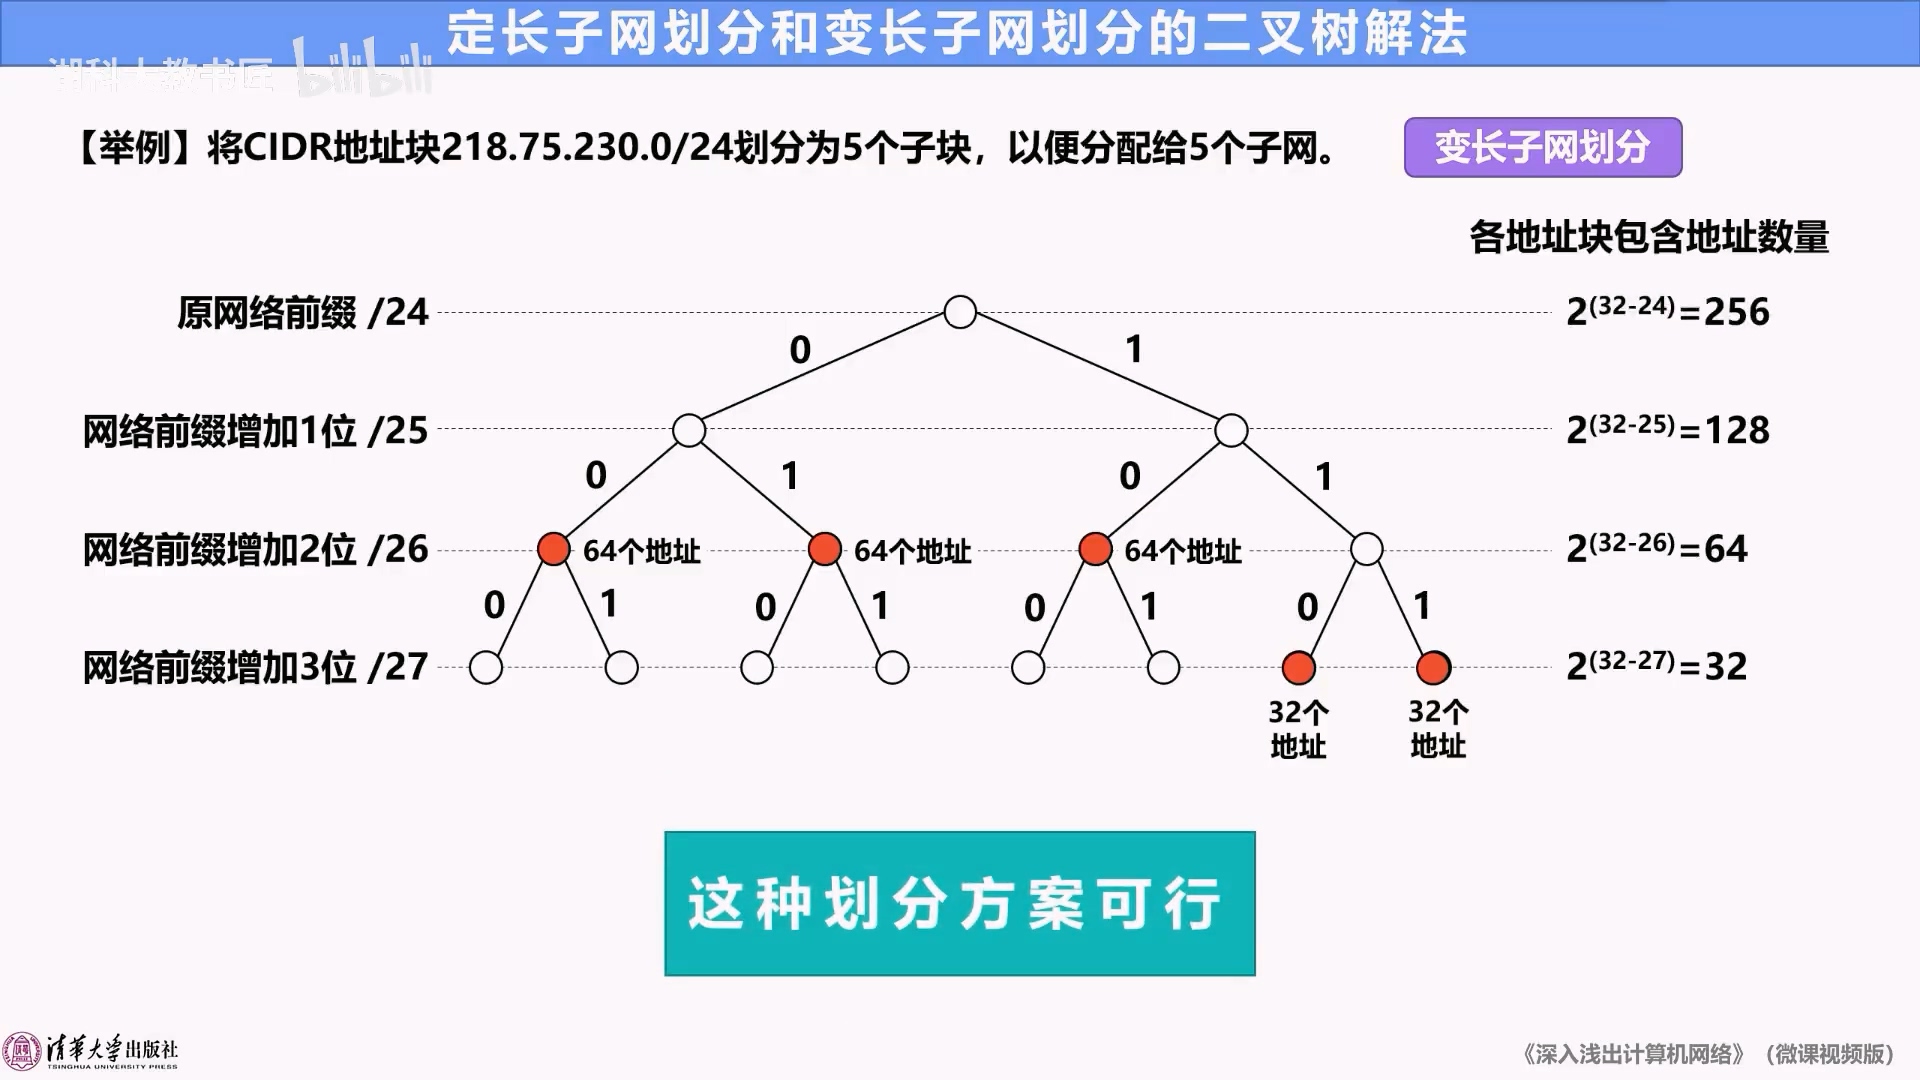 定长子网划分和变长子网划分的二叉树解法
湖科大教书匠 bilibili
【举例】将CIDR地址块218.75.230.0/24划分为5个子块，以便分配给5个子网。 变长子网划分
各地址块包含地址数量
原网络前缀 /24 2(32-24)=256
0 1
网络前缀增加1位 /25 2(32-25)=128
0 1 0 1
网络前缀增加2位 /26 64个地址 64个地址 64个地址 2(32-26)=64
0 1 0 1 0 1 0 1
网络前缀增加3位 /27 2(32-27)=32
32个 32个
地址 地址
这种划分方案可行
清华大学出版社
TSINGHUA UNIVERSITY PRESS
《深入浅出计算机网络》（微课视频版）